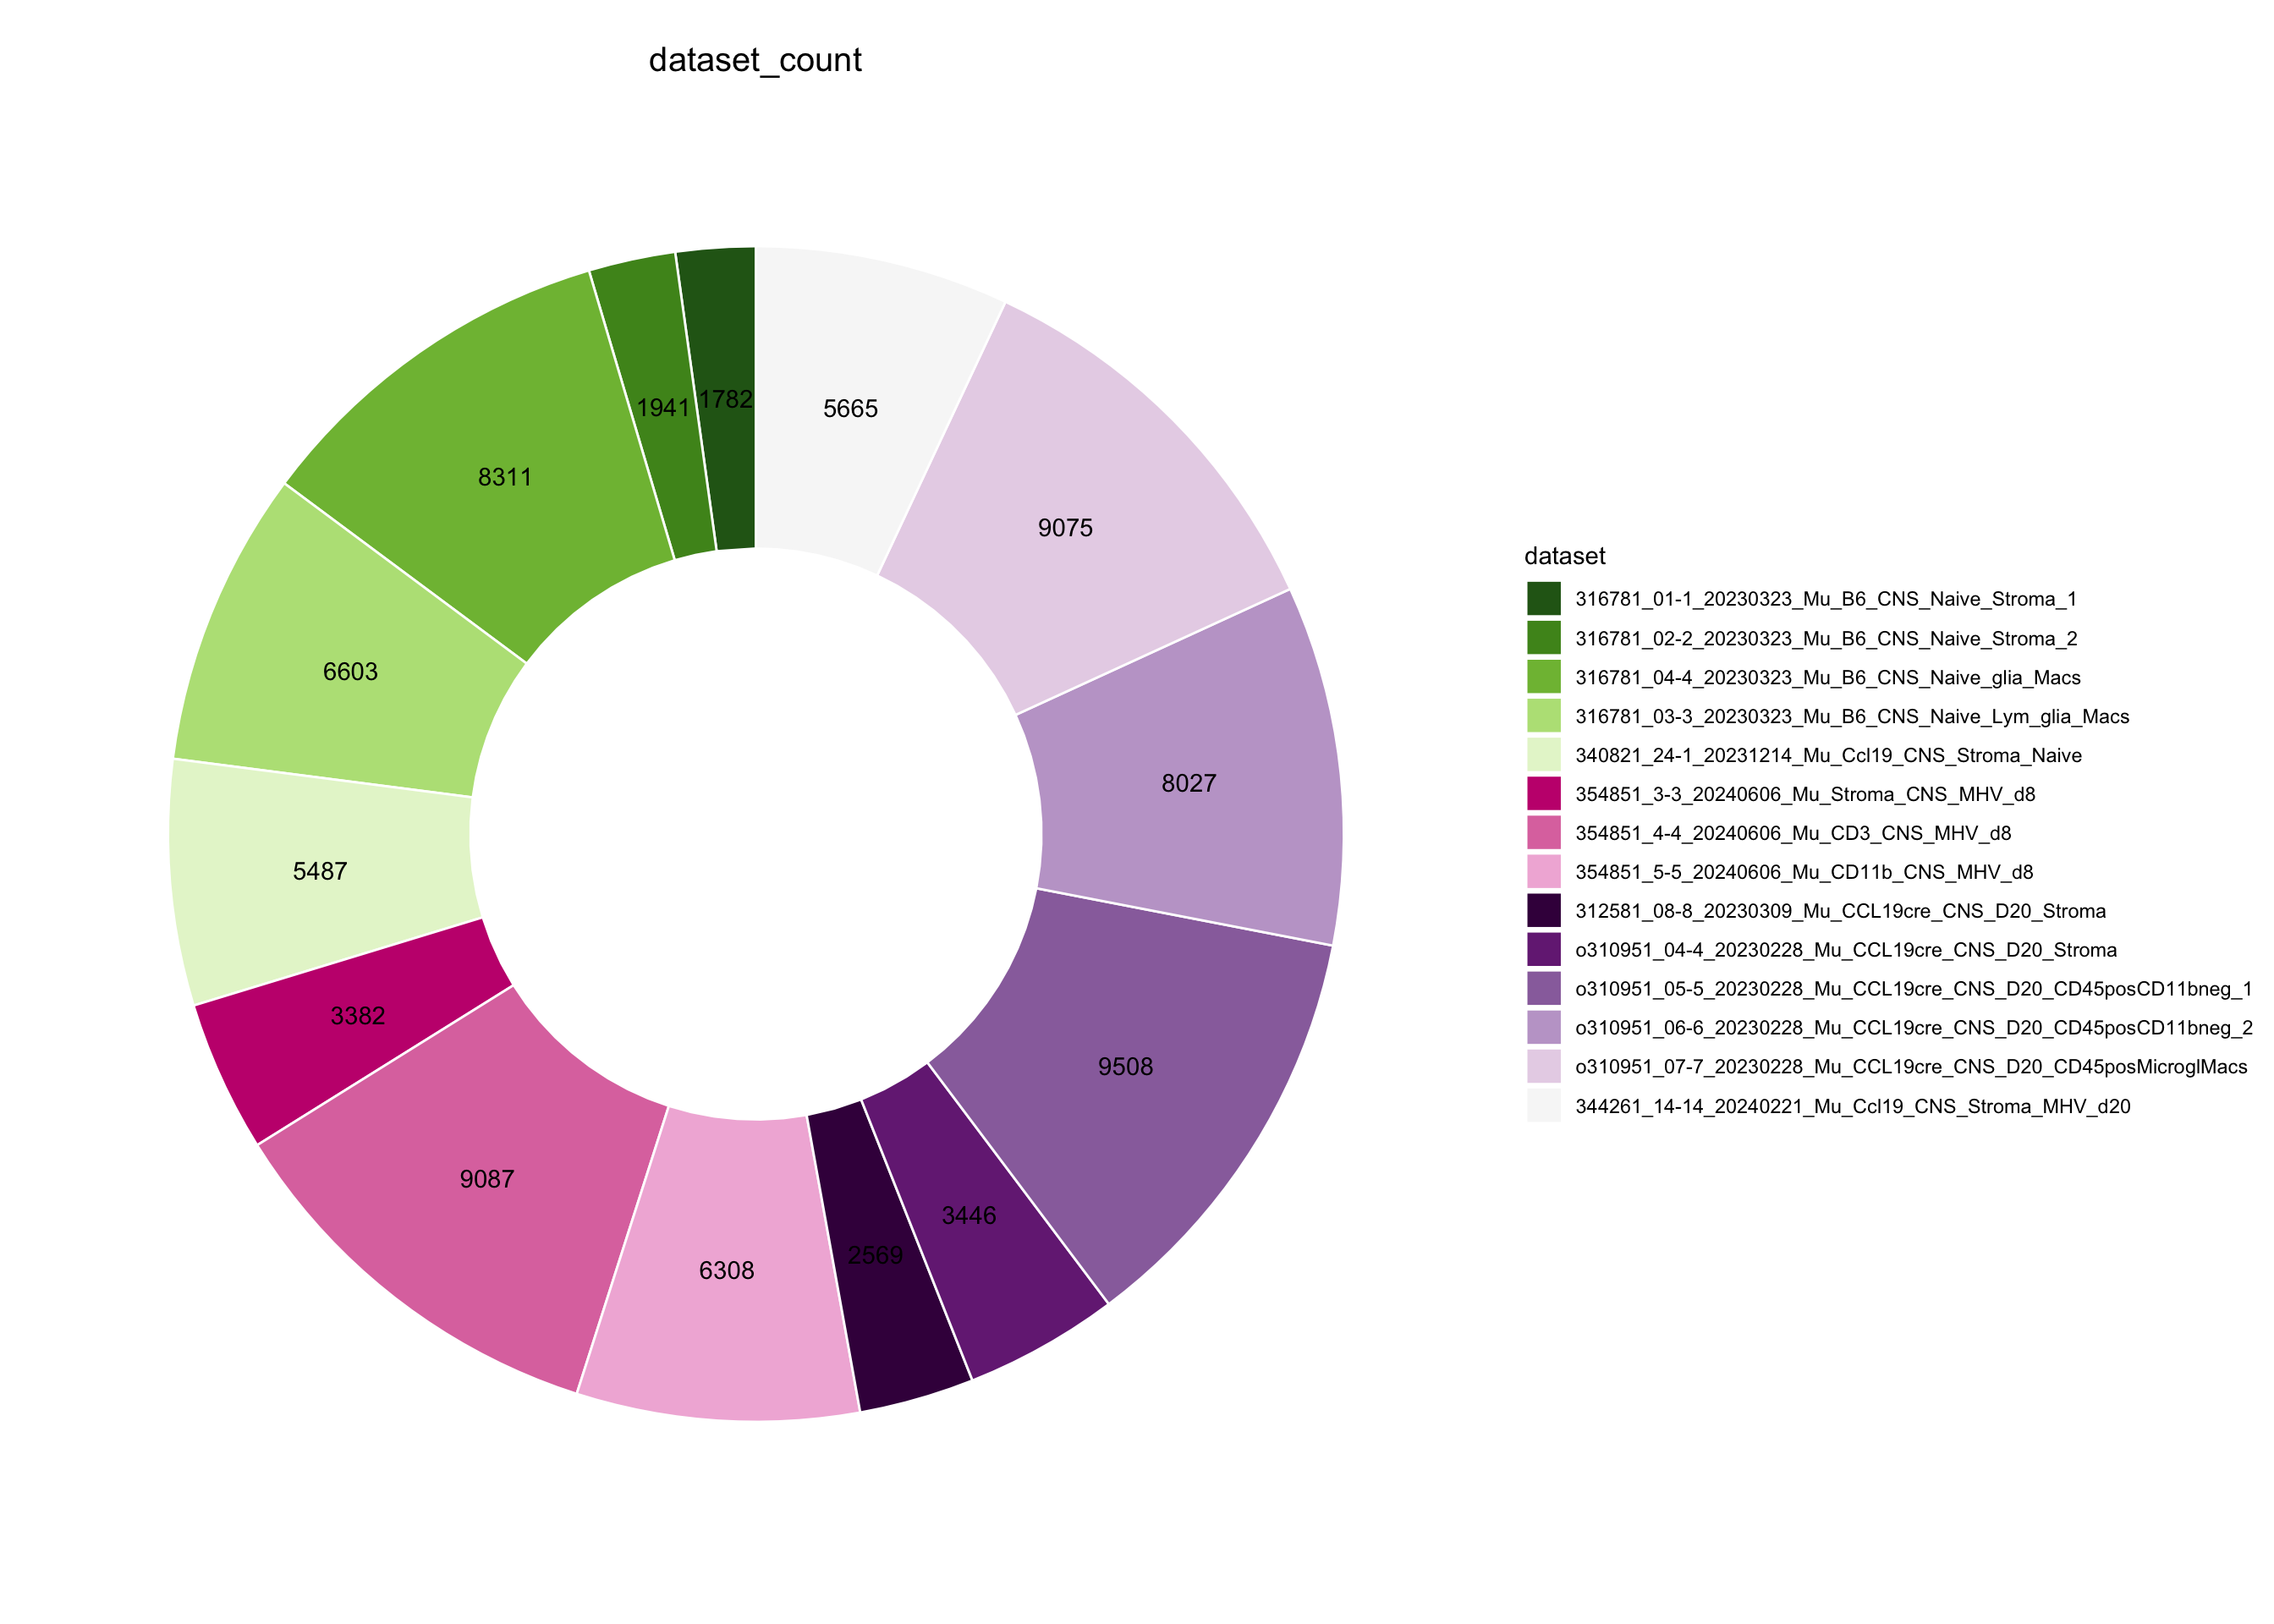 dataset_count
1782
1941
5665
8311
9075
6603
8027
5487
3382
9508
9087
3446
2569
6308
dataset
316781_01-1_20230323_Mu_B6_CNS_Naive_Stroma_1
316781_02-2_20230323_Mu_B6_CNS_Naive_Stroma_2
316781_04-4_20230323_Mu_B6_CNS_Naive_glia_Macs
316781_03-3_20230323_Mu_B6_CNS_Naive_Lym_glia_Macs
340821_24-1_20231214_Mu_Ccl19_CNS_Stroma_Naive
354851_3-3_20240606_Mu_Stroma_CNS_MHV_d8
354851_4-4_20240606_Mu_CD3_CNS_MHV_d8
354851_5-5_20240606_Mu_CD11b_CNS_MHV_d8
312581_08-8_20230309_Mu_CCL19cre_CNS_D20_Stroma
o310951_04-4_20230228_Mu_CCL19cre_CNS_D20_Stroma
o310951_05-5_20230228_Mu_CCL19cre_CNS_D20_CD45posCD11bneg_1
o310951_06-6_20230228_Mu_CCL19cre_CNS_D20_CD45posCD11bneg_2
o310951_07-7_20230228_Mu_CCL19cre_CNS_D20_CD45posMicroglMacs
344261_14-14_20240221_Mu_Ccl19_CNS_Stroma_MHV_d20